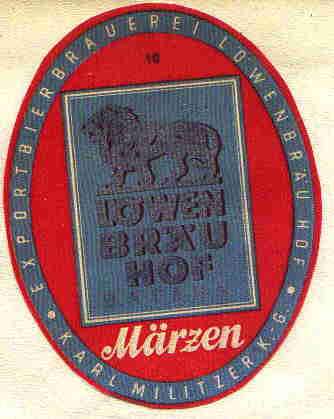 EXPORTBIERBRAUEREI LÖWENBRÄU HOF
10
LÖWEN
BRÄU
HOF
Märzen
KARL MILITZER K.-G.